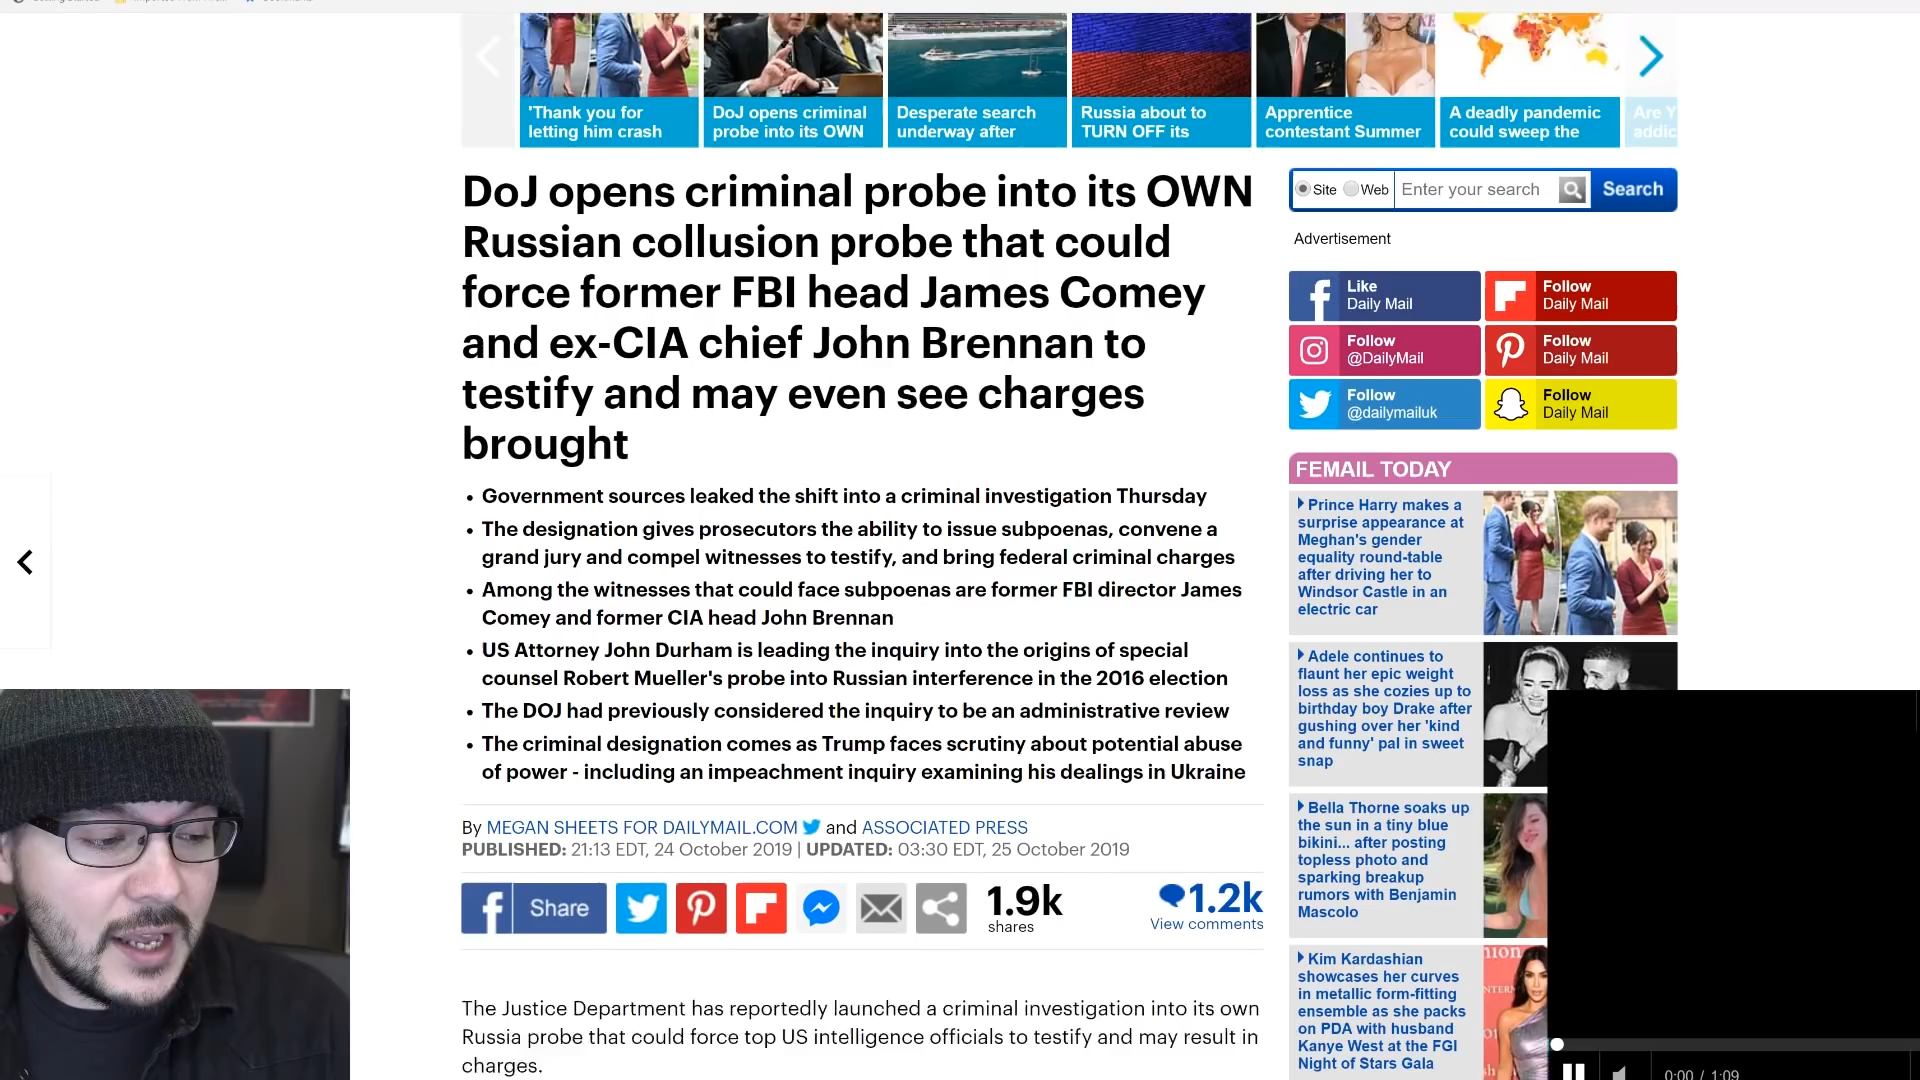 'Thank you for
letting him crash
DoJ opens criminal
probe into its OWN
Desperate search
underway after
Russia about to
TURN OFF its
Apprentice
contestant Summer
A deadly pandemic
could sweep the
Are Y
addic
DoJ opens criminal probe into its OWN
Russian collusion probe that could
force former FBI head James Comey
and ex-CIA chief John Brennan to
testify and may even see charges
brought
• Government sources leaked the shift into a criminal investigation Thursday
• The designation gives prosecutors the ability to issue subpoenas, convene a
grand jury and compel witnesses to testify, and bring federal criminal charges
• Among the witnesses that could face subpoenas are former FBI director James
Comey and former CIA head John Brennan
• US Attorney John Durham is leading the inquiry into the origins of special
counsel Robert Mueller's probe into Russian interference in the 2016 election
• The DOJ had previously considered the inquiry to be an administrative review
• The criminal designation comes as Trump faces scrutiny about potential abuse
of power - including an impeachment inquiry examining his dealings in Ukraine
By MEGAN SHEETS FOR DAILYMAIL.COM and ASSOCIATED PRESS
PUBLISHED: 21:13 EDT, 24 October 2019 | UPDATED: 03:30 EDT, 25 October 2019
Share
1.9k
shares
1.2k
View comments
The Justice Department has reportedly launched a criminal investigation into its own
Russia probe that could force top US intelligence officials to testify and may result in
charges.
Site Web Enter your search Search
Advertisement
Like
Daily Mail
Follow
Daily Mail
Follow
@DailyMail
Follow
Daily Mail
Follow
@dailymailuk
Follow
Daily Mail
FEMAIL TODAY
Prince Harry makes a
surprise appearance at
Meghan's gender
equality round-table
after driving her to
Windsor Castle in an
electric car
Adele continues to
flaunt her epic weight
loss as she cozies up to
birthday boy Drake after
gushing over her 'kind
and funny' pal in sweet
snap
Bella Thorne soaks up
the sun in a tiny blue
bikini... after posting
topless photo and
sparking breakup
rumors with Benjamin
Mascolo
Kim Kardashian
showcases her curves
in metallic form-fitting
ensemble as she packs
on PDA with husband
Kanye West at the FGI
Night of Stars Gala
0:00 / 1:09